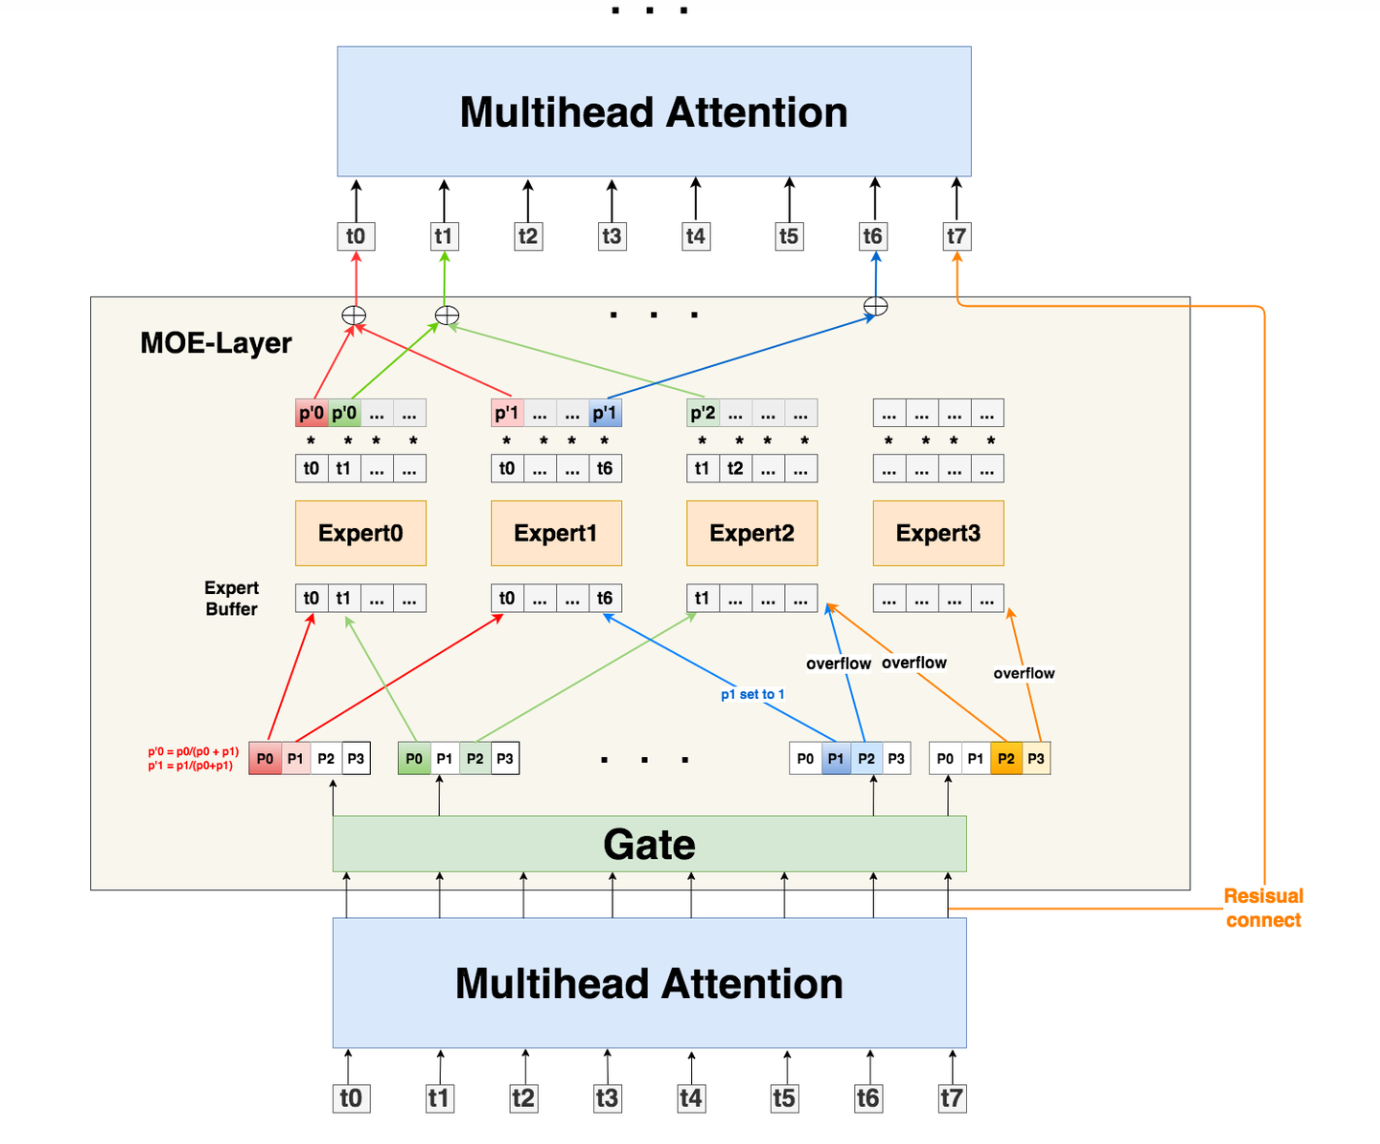 . . .
Multihead Attention
t0 t1 t2 t3 t4 t5 t6 t7
. . .
MOE-Layer
p'0 p'0 ... ... p'1 ... ... p'1 p'2 ... ... ... ... ... ... ...
* * * * * * * * * * * * * * * *
t0 t1 ... ... t0 ... ... t6 t1 t2 ... ... ... ... ... ...
Expert0 Expert1 Expert2 Expert3
Expert
Buffer
t0 t1 ... ... t0 ... ... t6 t1 ... ... ... ... ... ... ...
overflow overflow overflow
p1 set to 1
p'0 = p0/(p0 + p1)
p'1 = p1/(p0+p1)
P0 P1 P2 P3 P0 P1 P2 P3 . . . P0 P1 P2 P3 P0 P1 P2 P3
Gate
Resisual
connect
Multihead Attention
t0 t1 t2 t3 t4 t5 t6 t7